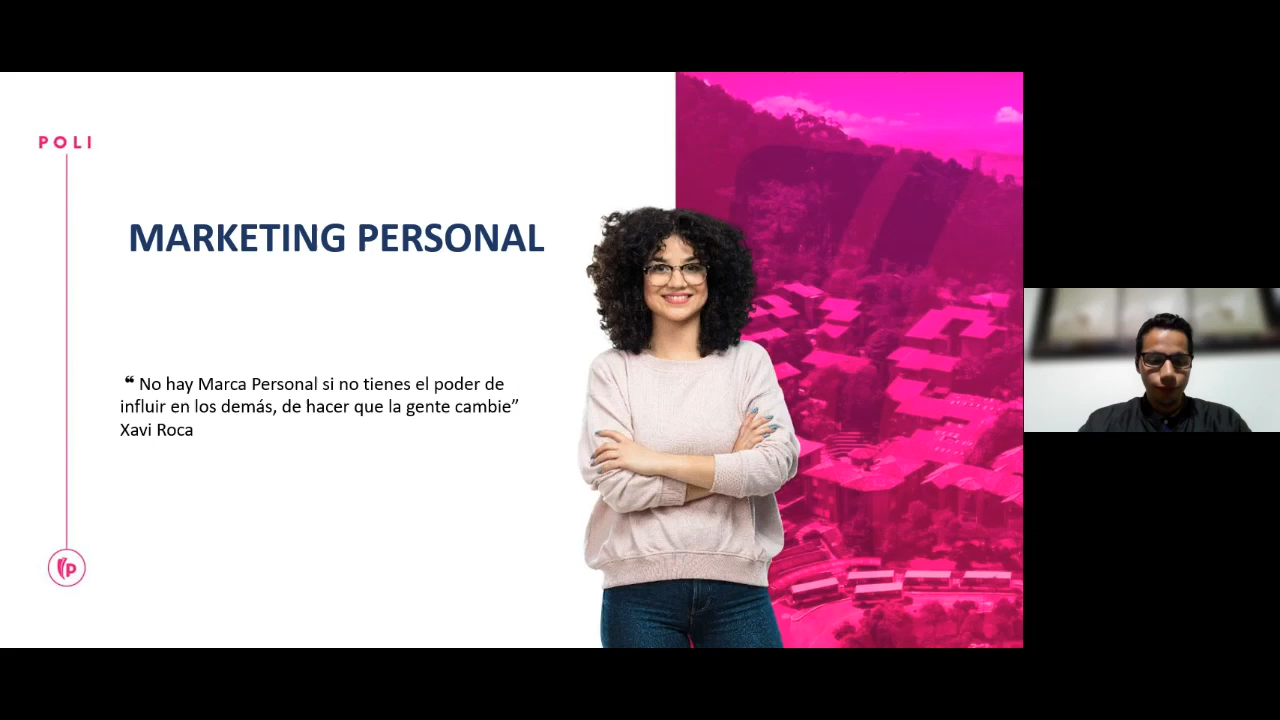 POLI
MARKETING PERSONAL
❝ No hay Marca Personal si no tienes el poder de
influir en los demás, de hacer que la gente cambie”
Xavi Roca
P